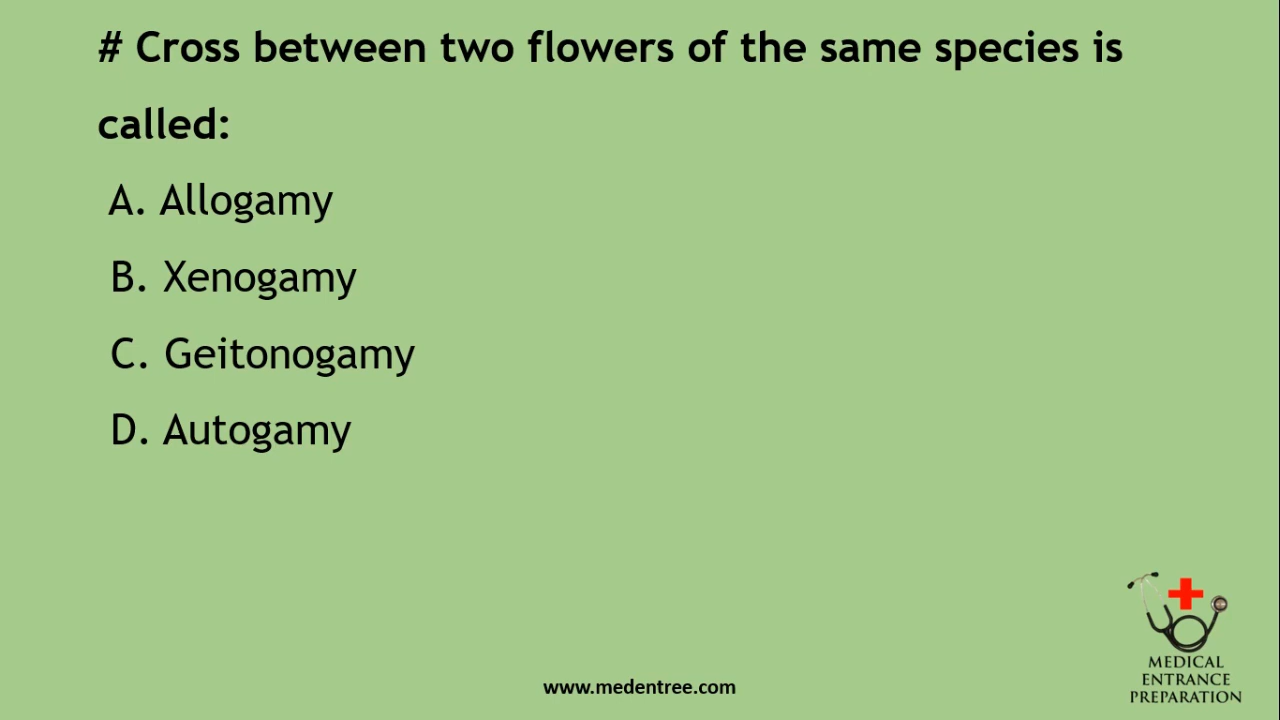 # Cross between two flowers of the same species is
called:
A. Allogamy
B. Xenogamy
C. Geitonogamy
D. Autogamy
www.medentree.com
MEDICAL
ENTRANCE
PREPARATION